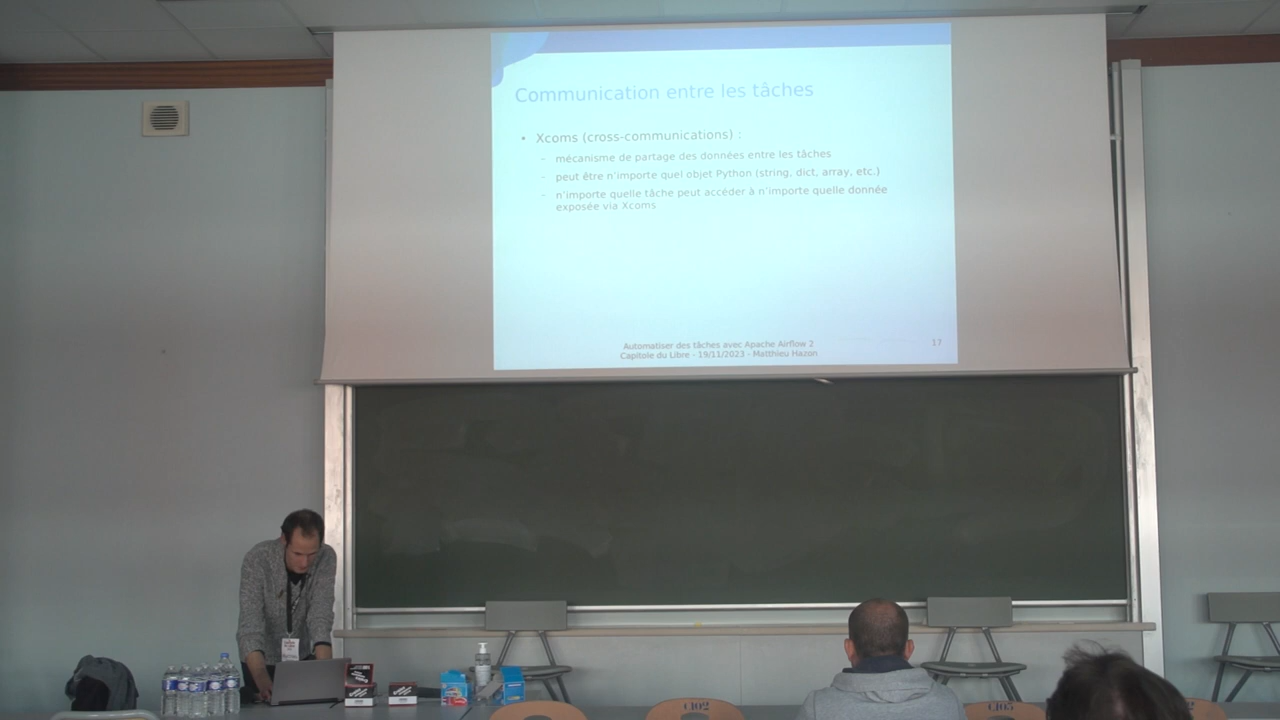 Communication entre les tâches
• Xcoms (cross-communications) :
- mécanisme de partage des données entre les tâches
- peut être n'importe quel objet Python (string, dict, array, etc.)
- n'importe quelle tâche peut accéder à n'importe quelle donnée
exposée via Xcoms
Automatiser des tâches avec Apache Airflow 2
Capitole du Libre - 19/11/2023 - Matthieu Hazon
17